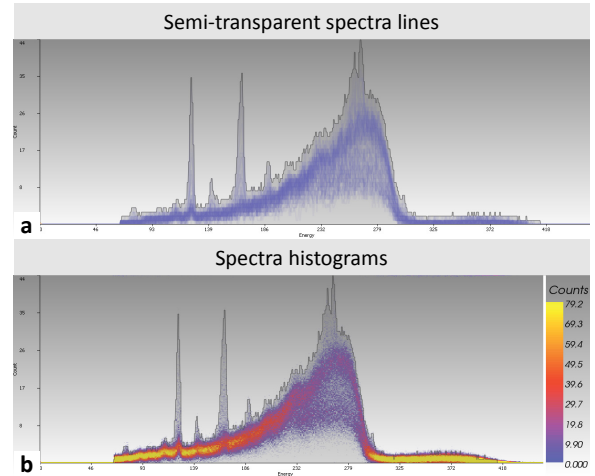 Semi-transparent spectra lines
44
35
26
17
8
Count
0 46 93 139 186 232 279 325 372 418
Energy
a
Spectra histograms
44
35
26
17
8
Count
46 93 139 186 232 279 325 372 418
Energy
b
Counts
79.2
69.3
59.4
49.5
39.6
29.7
19.8
9.90
0.000